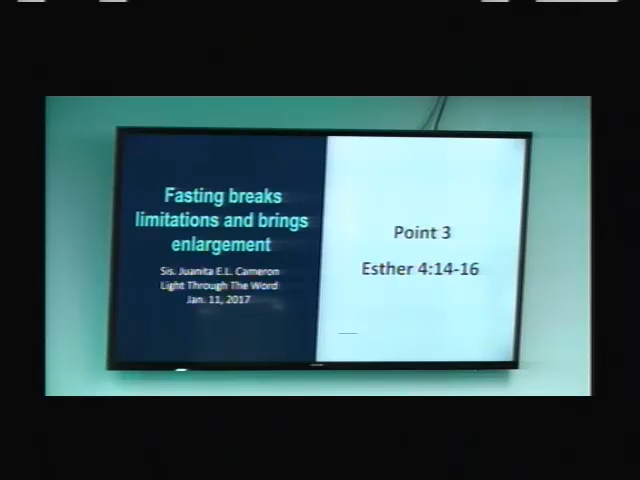 Fasting breaks
limitations and brings
enlargement
Sis. Juanita E.L. Cameron
Light Through The Word
Jan. 11, 2017
Point 3
Esther 4:14-16